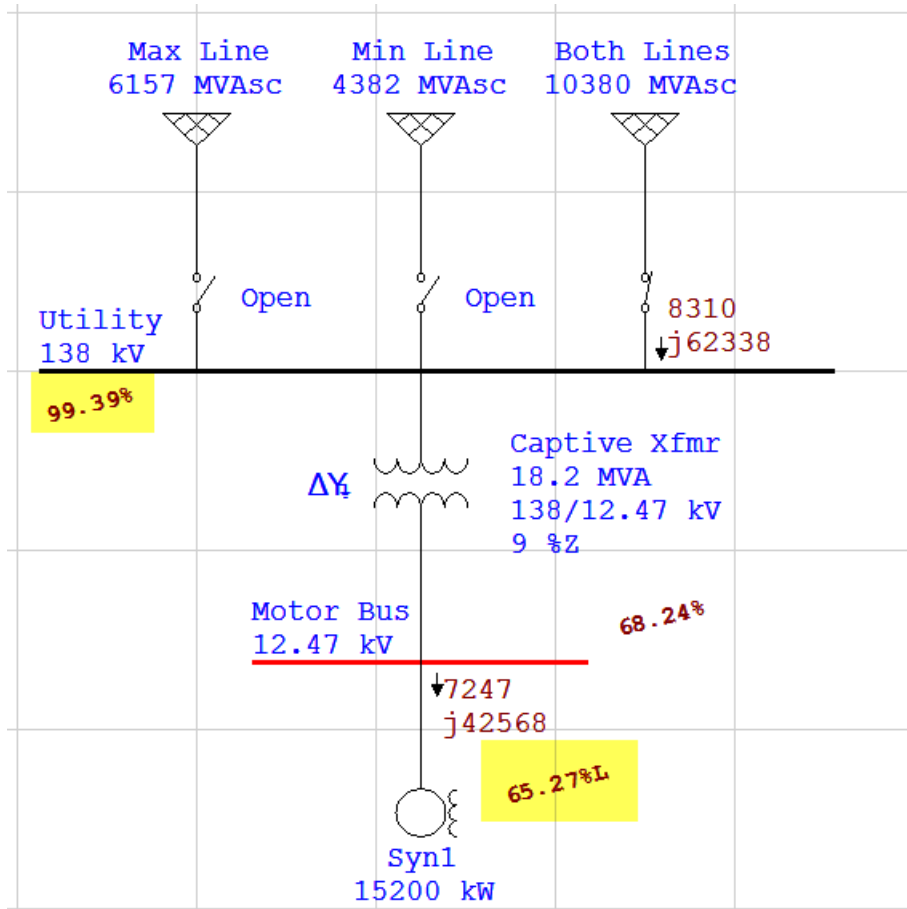 Max Line
6157 MVAsc
Min Line
4382 MVAsc
Both Lines
10380 MVAsc
Open
Open
8310
j62338
Utility
138 kV
99.39%
Captive Xfmr
18.2 MVA
138/12.47 kV
9 %Z
ΔY
Motor Bus
12.47 kV
68.24%
7247
j42568
65.27%L
Syn1
15200 kW